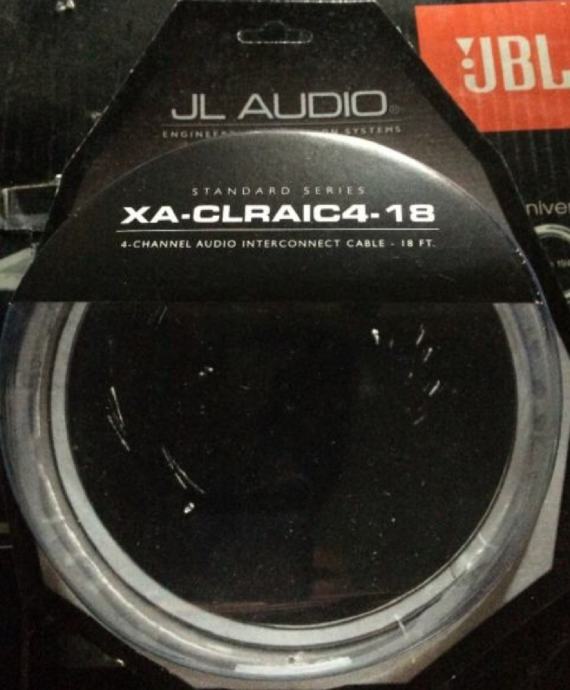 JL AUDIO®
JBL
STANDARD SERIES
XA-CLRAIC4-18
4-CHANNEL AUDIO INTERCONNECT CABLE - 18 FT.